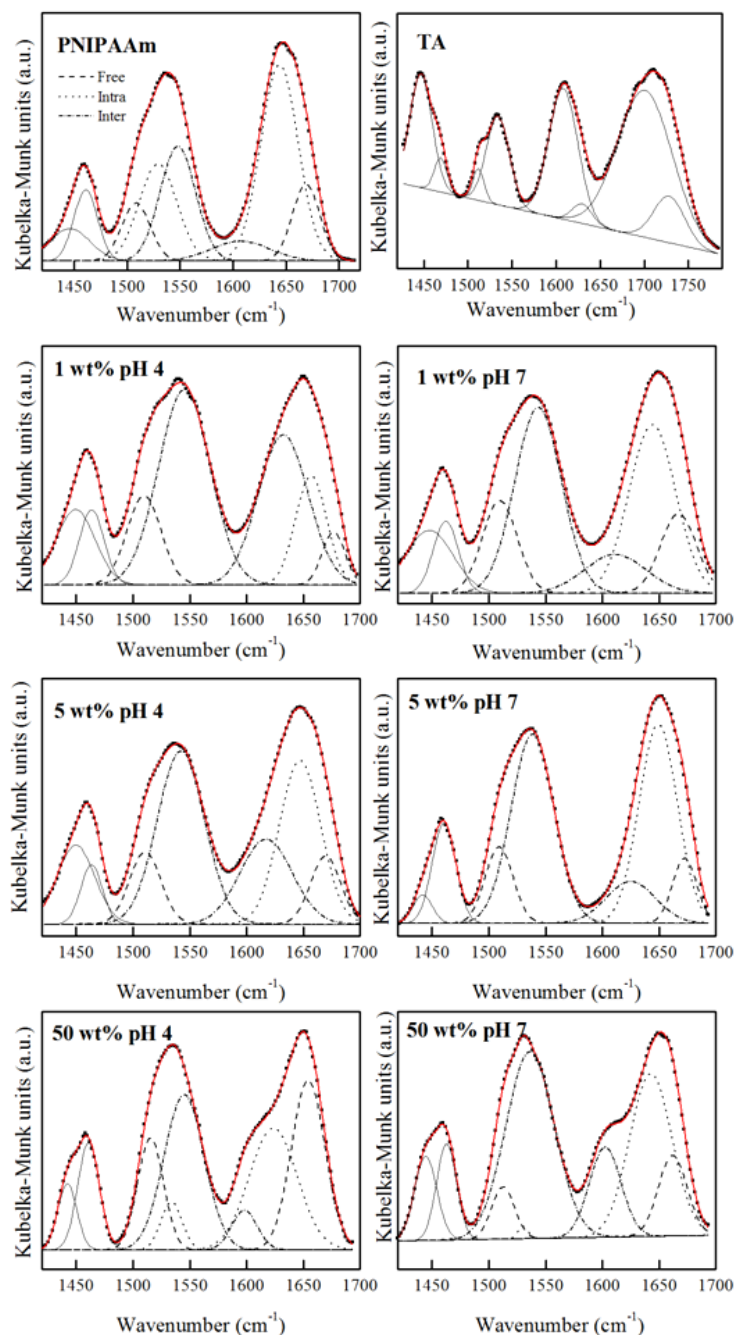 PNIPAAm
Free
Intra
Inter
Kubelka-Munk units (a.u.)
1450 1500 1550 1600 1650 1700
Wavenumber (cm⁻¹)
TA
Kubelka-Munk units (a.u.)
1450 1500 1550 1600 1650 1700 1750
Wavenumber (cm⁻¹)
1 wt% pH 4
Kubelka-Munk units (a.u.)
1450 1500 1550 1600 1650 1700
Wavenumber (cm⁻¹)
1 wt% pH 7
Kubelka-Munk units (a.u.)
1450 1500 1550 1600 1650 1700
Wavenumber (cm⁻¹)
5 wt% pH 4
Kubelka-Munk units (a.u.)
1450 1500 1550 1600 1650 1700
Wavenumber (cm⁻¹)
5 wt% pH 7
Kubelka-Munk units (a.u.)
1450 1500 1550 1600 1650 1700
Wavenumber (cm⁻¹)
50 wt% pH 4
Kubelka-Munk units (a.u.)
1450 1500 1550 1600 1650 1700
Wavenumber (cm⁻¹)
50 wt% pH 7
Kubelka-Munk units (a.u.)
1450 1500 1550 1600 1650 1700
Wavenumber (cm⁻¹)